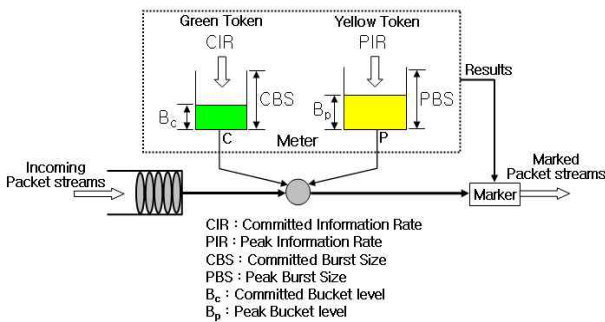 Green Token
Yellow Token
CIR
PIR
Results
CBS
PBS
Bc
Bp
C
P
Meter
Incoming
Packet streams
Marked
Packet streams
Marker
CIR : Committed Information Rate
PIR : Peak Information Rate
CBS : Committed Burst Size
PBS : Peak Burst Size
Bc : Committed Bucket level
Bp : Peak Bucket level